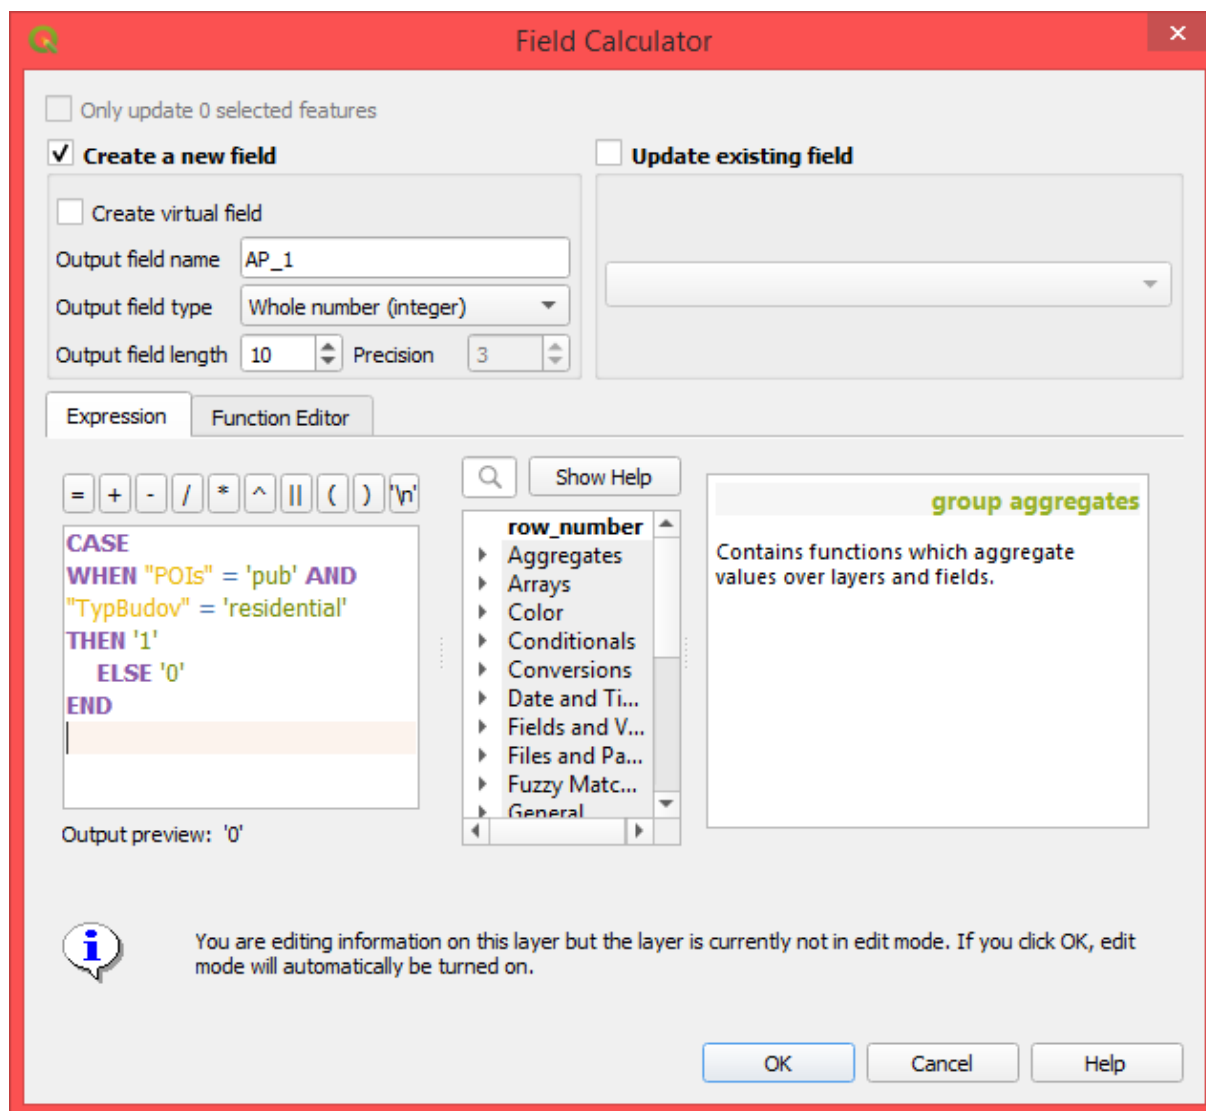 Field Calculator
Only update 0 selected features
Create a new field
Update existing field
Create virtual field
Output field name AP_1
Output field type Whole number (integer)
Output field length 10 Precision 3
Expression Function Editor
= + - / * ^ || ( ) '\n'
Show Help
CASE
WHEN "POIs" = 'pub' AND
"TypBudov" = 'residential'
THEN '1'
ELSE '0'
END
Output preview: '0'
row_number
Aggregates
Arrays
Color
Conditionals
Conversions
Date and Ti...
Fields and V...
Files and Pa...
Fuzzy Matc...
General
group aggregates
Contains functions which aggregate
values over layers and fields.
You are editing information on this layer but the layer is currently not in edit mode. If you click OK, edit
mode will automatically be turned on.
OK Cancel Help